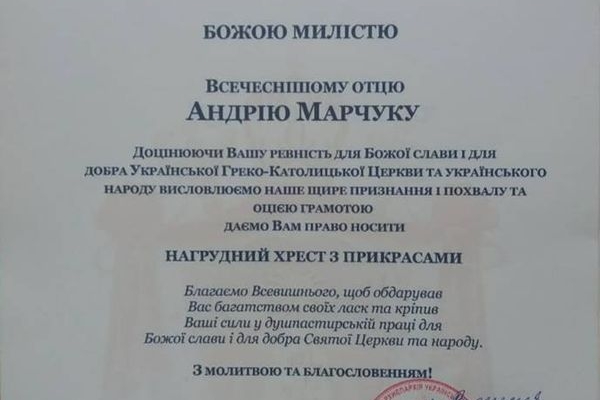 БОЖОЮ МИЛІСТЮ
ВСЕЧЕСНІШОМУ ОТЦЮ
АНДРІЮ МАРЧУКУ
ДОЦІНЮЮЧИ ВАШУ РЕВНІСТЬ ДЛЯ БОЖОЇ СЛАВИ І ДЛЯ
ДОБРА УКРАЇНСЬКОЇ ГРЕКО-КАТОЛИЦЬКОЇ ЦЕРКВИ ТА УКРАЇНСЬКОГО
НАРОДУ ВИСЛОВЛЮЄМО НАШЕ ЩИРЕ ПРИЗНАННЯ І ПОХВАЛУ ТА
ОЦІЄЮ ГРАМОТОЮ
ДАЄМО ВАМ ПРАВО НОСИТИ
НАГРУДНИЙ ХРЕСТ З ПРИКРАСАМИ
Благаємо Всевишнього, щоб обдарував
Вас багатством своїх ласк та кріпив
Ваші сили у душпастирській праці для
Божої слави і для добра Святої Церкви та народу.
З МОЛИТВОЮ ТА БЛАГОСЛОВЕННЯМ!